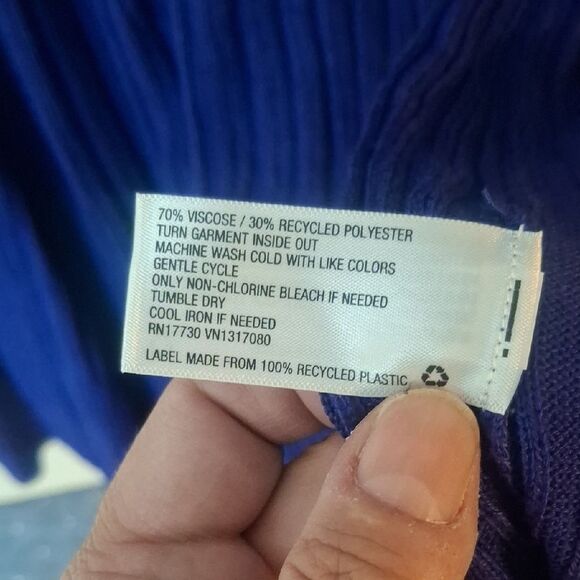 70% VISCOSE / 30% RECYCLED POLYESTER
TURN GARMENT INSIDE OUT
MACHINE WASH COLD WITH LIKE COLORS
GENTLE CYCLE
ONLY NON-CHLORINE BLEACH IF NEEDED
TUMBLE DRY
COOL IRON IF NEEDED
RN17730 VN1317080
LABEL MADE FROM 100% RECYCLED PLASTIC